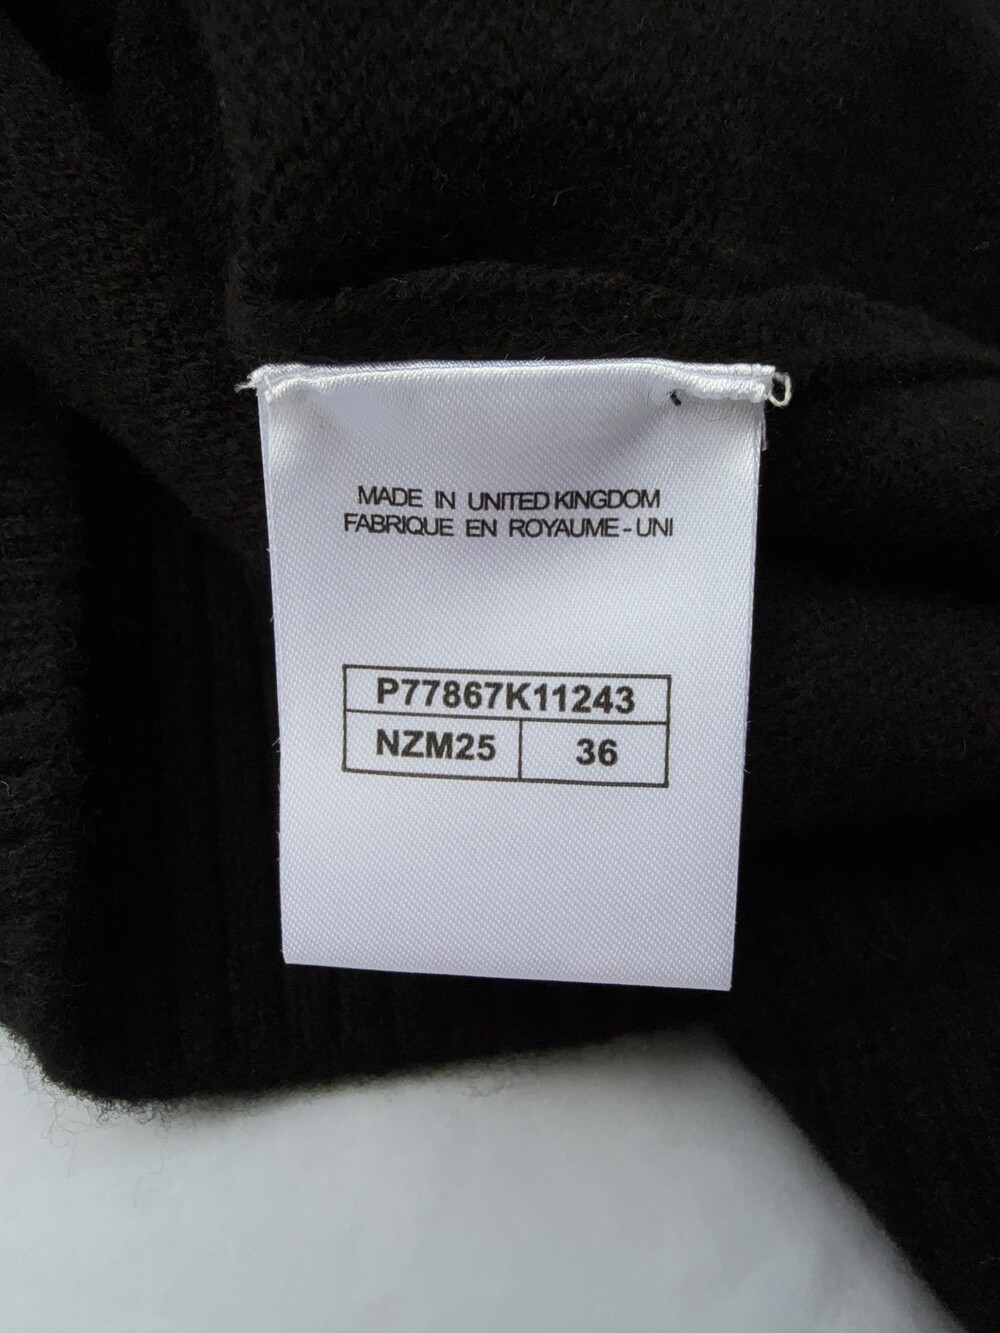 MADE IN UNITED KINGDOM
FABRIQUE EN ROYAUME-UNI
P77867K11243
NZM25 36